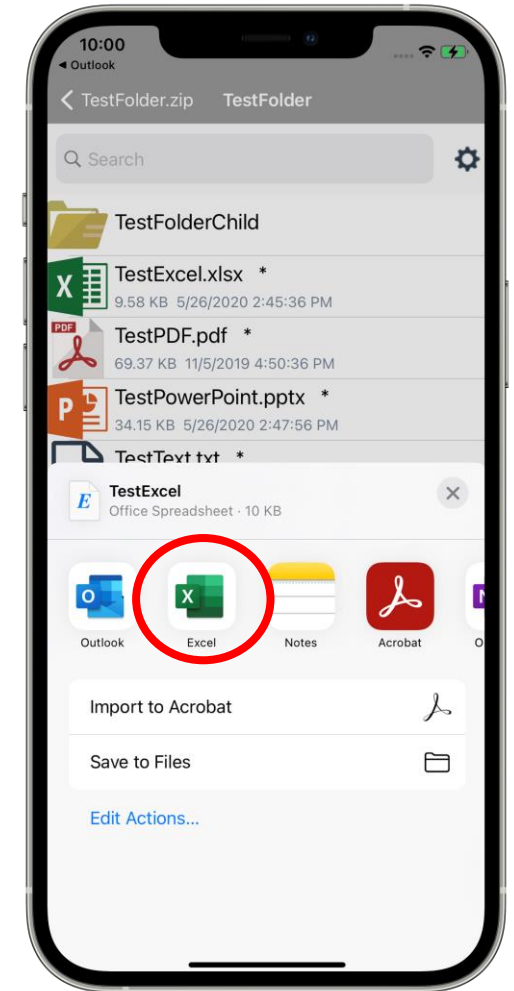 10:00
◀ Outlook
TestFolder.zip TestFolder
Search
TestFolderChild
X
TestExcel.xlsx *
9.58 KB 5/26/2020 2:45:36 PM
PDF
TestPDF.pdf *
69.37 KB 11/5/2019 4:50:36 PM
P
TestPowerPoint.pptx *
34.15 KB 5/26/2020 2:47:56 PM
TestText.txt *
E
TestExcel
Office Spreadsheet · 10 KB
O X N
Outlook Excel Notes Acrobat O
Import to Acrobat
Save to Files
Edit Actions...